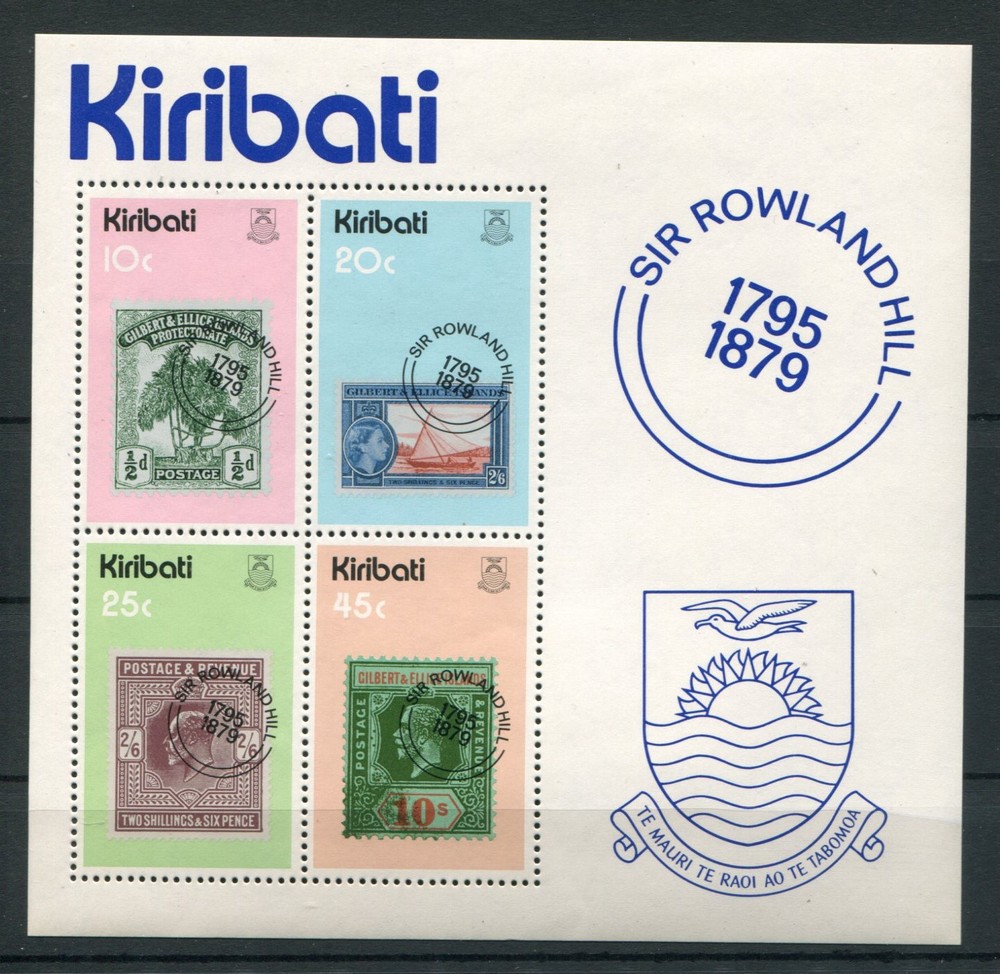 Kiribati
Kiribati
10c
GILBERT & ELLICE ISLANDS
PROTECTORATE
SIR ROWLAND HILL
1795
1879
½d
½d
POSTAGE
Kiribati
20c
SIR ROWLAND HILL
1795
1879
GILBERT & ELLICE ISLANDS
TWO SHILLINGS & SIX PENCE
2/6
Kiribati
25c
POSTAGE & REVENUE
SIR ROWLAND HILL
1795
1879
2/6
2/6
TWO SHILLINGS & SIX PENCE
Kiribati
45c
GILBERT & ELLICE ISLANDS
SIR ROWLAND HILL
1795
1879
POSTAGE
& REVENUE
10s
SIR ROWLAND HILL
1795
1879
TE MAURI TE RAOI AO TE TABOMOA